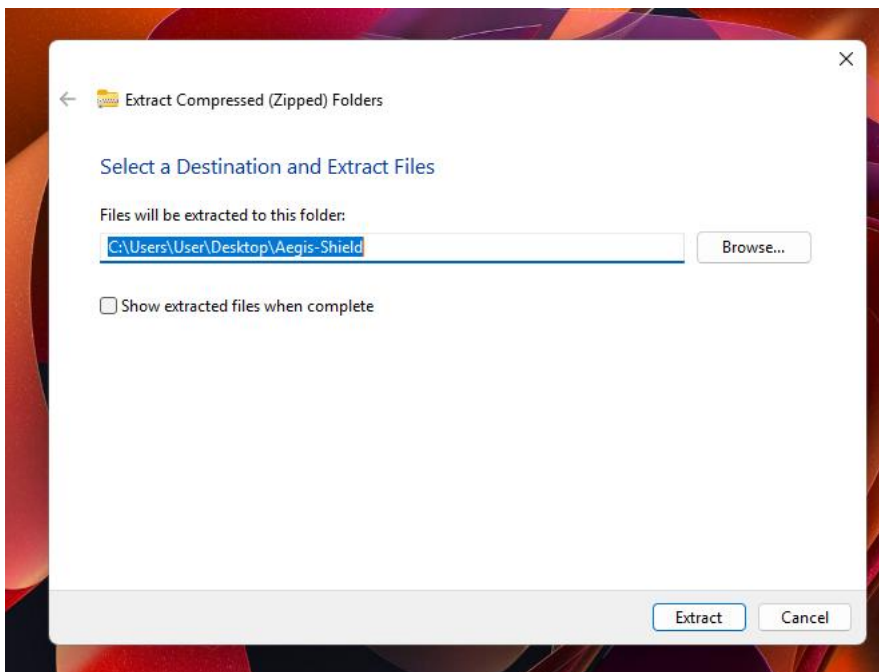 Extract Compressed (Zipped) Folders
Select a Destination and Extract Files
Files will be extracted to this folder:
C:\Users\User\Desktop\Aegis-Shield
Browse...
Show extracted files when complete
Extract
Cancel